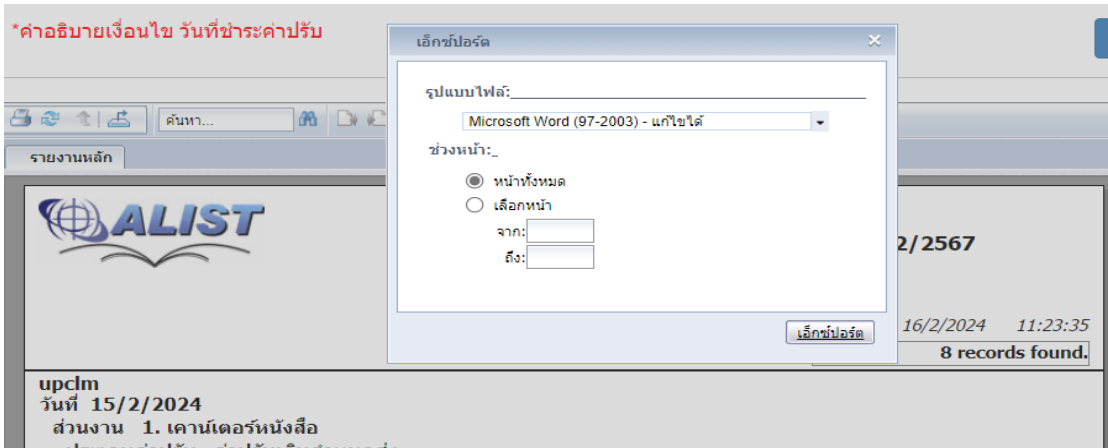 *คำอธิบายเงื่อนไข วันที่ชำระค่าปรับ
เอ็กซ์ปอร์ต
รูปแบบไฟล์:
Microsoft Word (97-2003) - แก้ไขได้
ช่วงหน้า:
หน้าทั้งหมด
เลือกหน้า
จาก:
ถึง:
เอ็กซ์ปอร์ต
ค้นหา...
รายงานหลัก
ALIST
2/2567
16/2/2024 11:23:35
8 records found.
upclm
วันที่ 15/2/2024
ส่วนงาน 1. เคาน์เตอร์หนังสือ